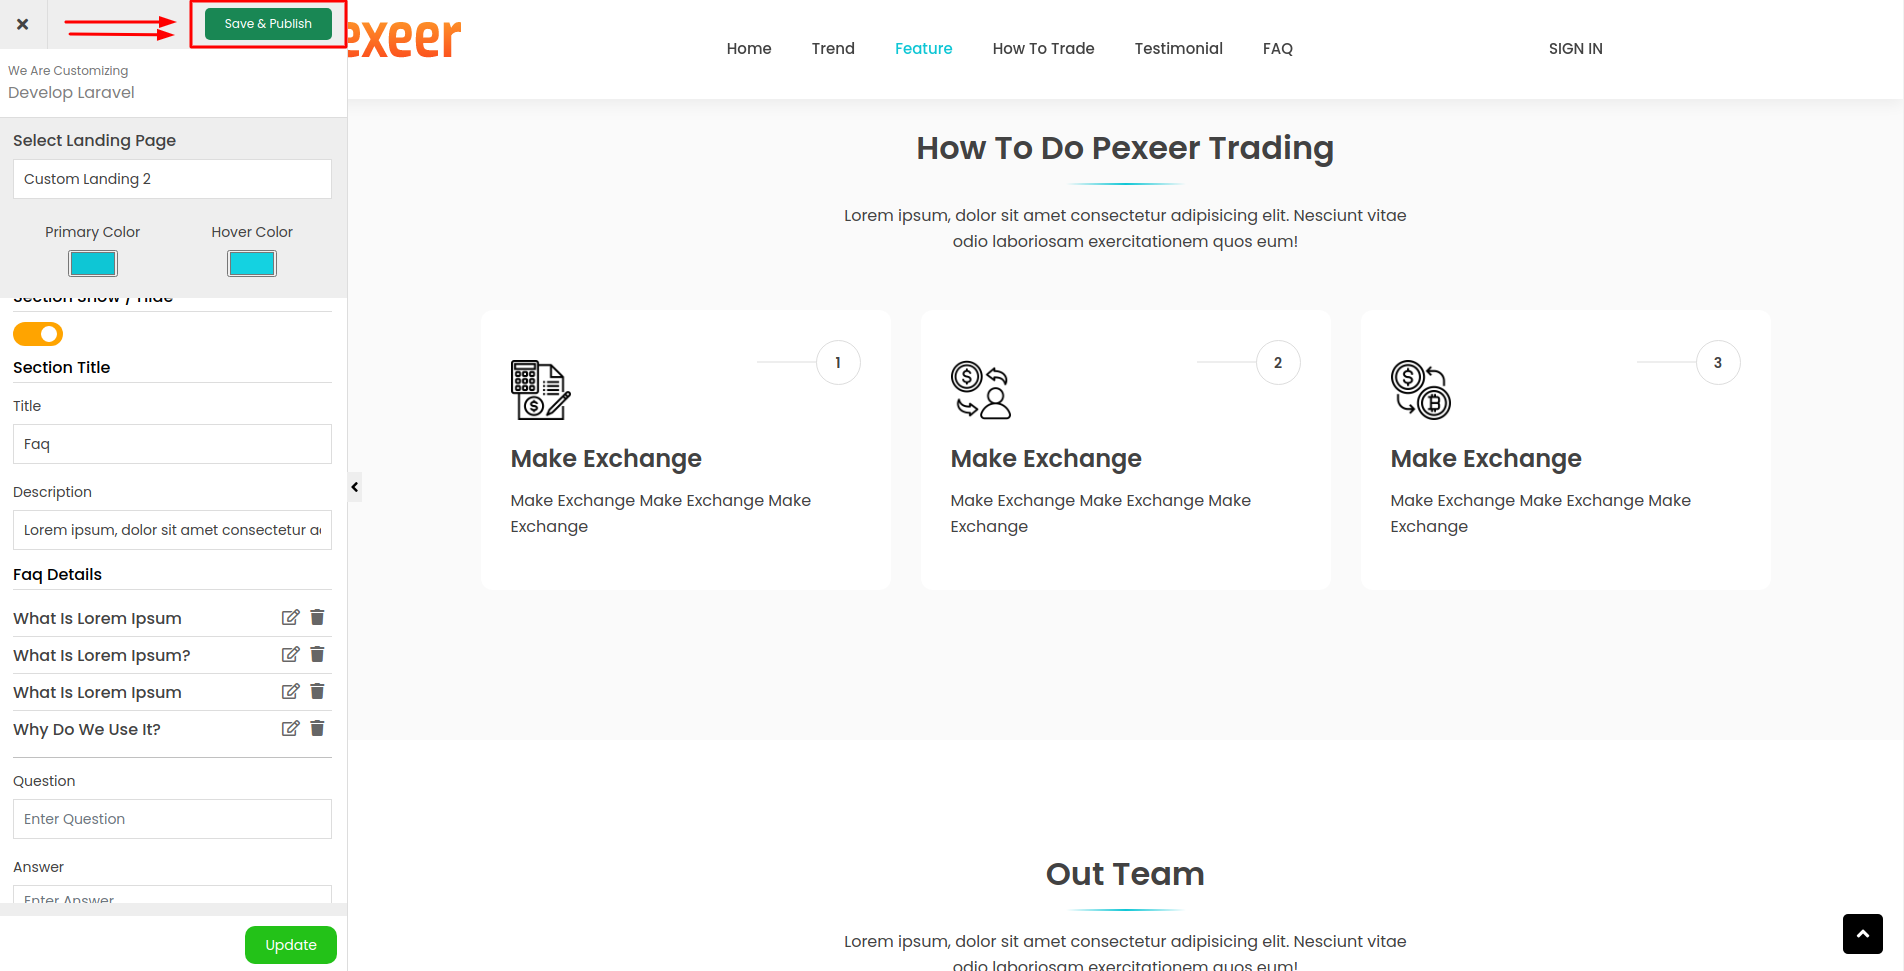 Save & Publish
exeer
Home
Trend
Feature
How To Trade
Testimonial
FAQ
SIGN IN
We Are Customizing
Develop Laravel
Select Landing Page
Custom Landing 2
Primary Color
Hover Color
Section Show / Hide
Section Title
Title
Faq
Description
Lorem ipsum, dolor sit amet consectetur a
Faq Details
What Is Lorem Ipsum
What Is Lorem Ipsum?
What Is Lorem Ipsum
Why Do We Use It?
Question
Enter Question
Answer
Enter Answer
Update
How To Do Pexeer Trading
Lorem ipsum, dolor sit amet consectetur adipisicing elit. Nesciunt vitae
odio laboriosam exercitationem quos eum!
1
Make Exchange
Make Exchange Make Exchange Make
Exchange
2
Make Exchange
Make Exchange Make Exchange Make
Exchange
3
Make Exchange
Make Exchange Make Exchange Make
Exchange
Out Team
Lorem ipsum, dolor sit amet consectetur adipisicing elit. Nesciunt vitae
odio laboriosam exercitationem quos eum!